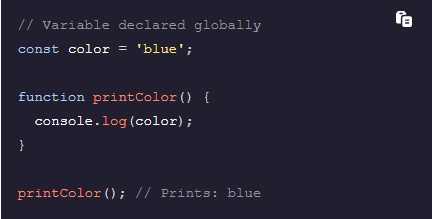 // Variable declared globally
const color = 'blue';
function printColor() {
  console.log(color);
}
printColor(); // Prints: blue